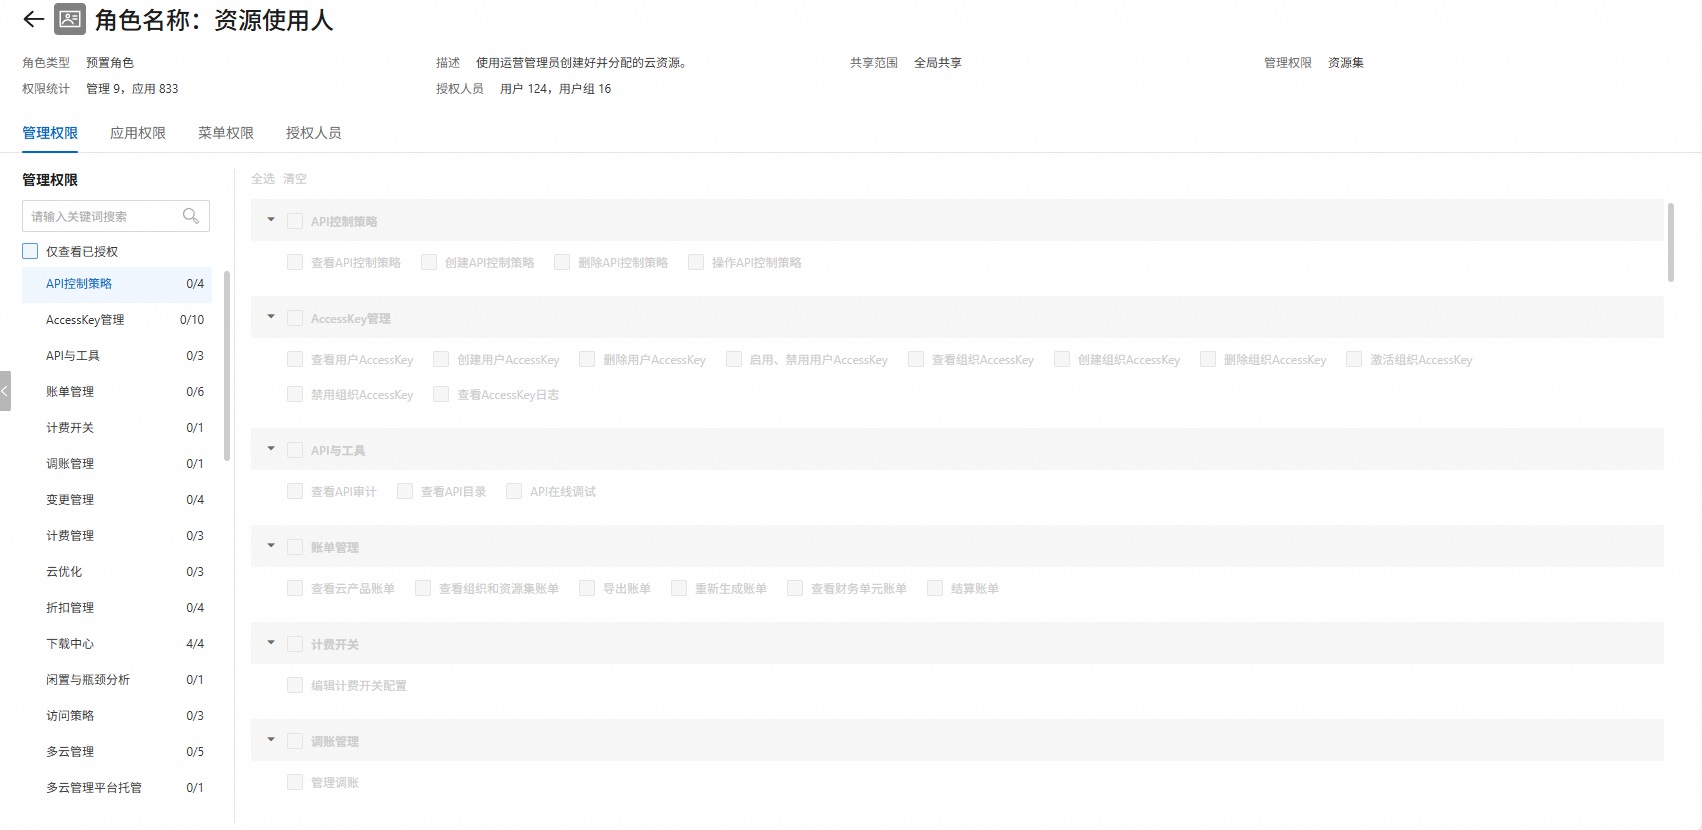 角色名称：资源使用人
角色类型 预置角色 描述 使用运营管理员创建好并分配的云资源。 共享范围 全局共享 管理权限 资源集
权限统计 管理 9，应用 833 授权人员 用户 124，用户组 16
管理权限 应用权限 菜单权限 授权人员
管理权限
请输入关键词搜索
仅查看已授权
API控制策略 0/4
AccessKey管理 0/10
API与工具 0/3
账单管理 0/6
计费开关 0/1
调账管理 0/1
变更管理 0/4
计费管理 0/3
云优化 0/3
折扣管理 0/4
下载中心 4/4
闲置与瓶颈分析 0/1
访问策略 0/3
多云管理 0/5
多云管理平台托管 0/1
全选 清空
API控制策略
查看API控制策略 创建API控制策略 删除API控制策略 操作API控制策略
AccessKey管理
查看用户AccessKey 创建用户AccessKey 删除用户AccessKey 启用、禁用用户AccessKey 查看组织AccessKey 创建组织AccessKey 删除组织AccessKey 激活组织AccessKey
禁用组织AccessKey 查看AccessKey日志
API与工具
查看API审计 查看API目录 API在线调试
账单管理
查看云产品账单 查看组织和资源集账单 导出账单 重新生成账单 查看财务单元账单 结算账单
计费开关
编辑计费开关配置
调账管理
管理调账